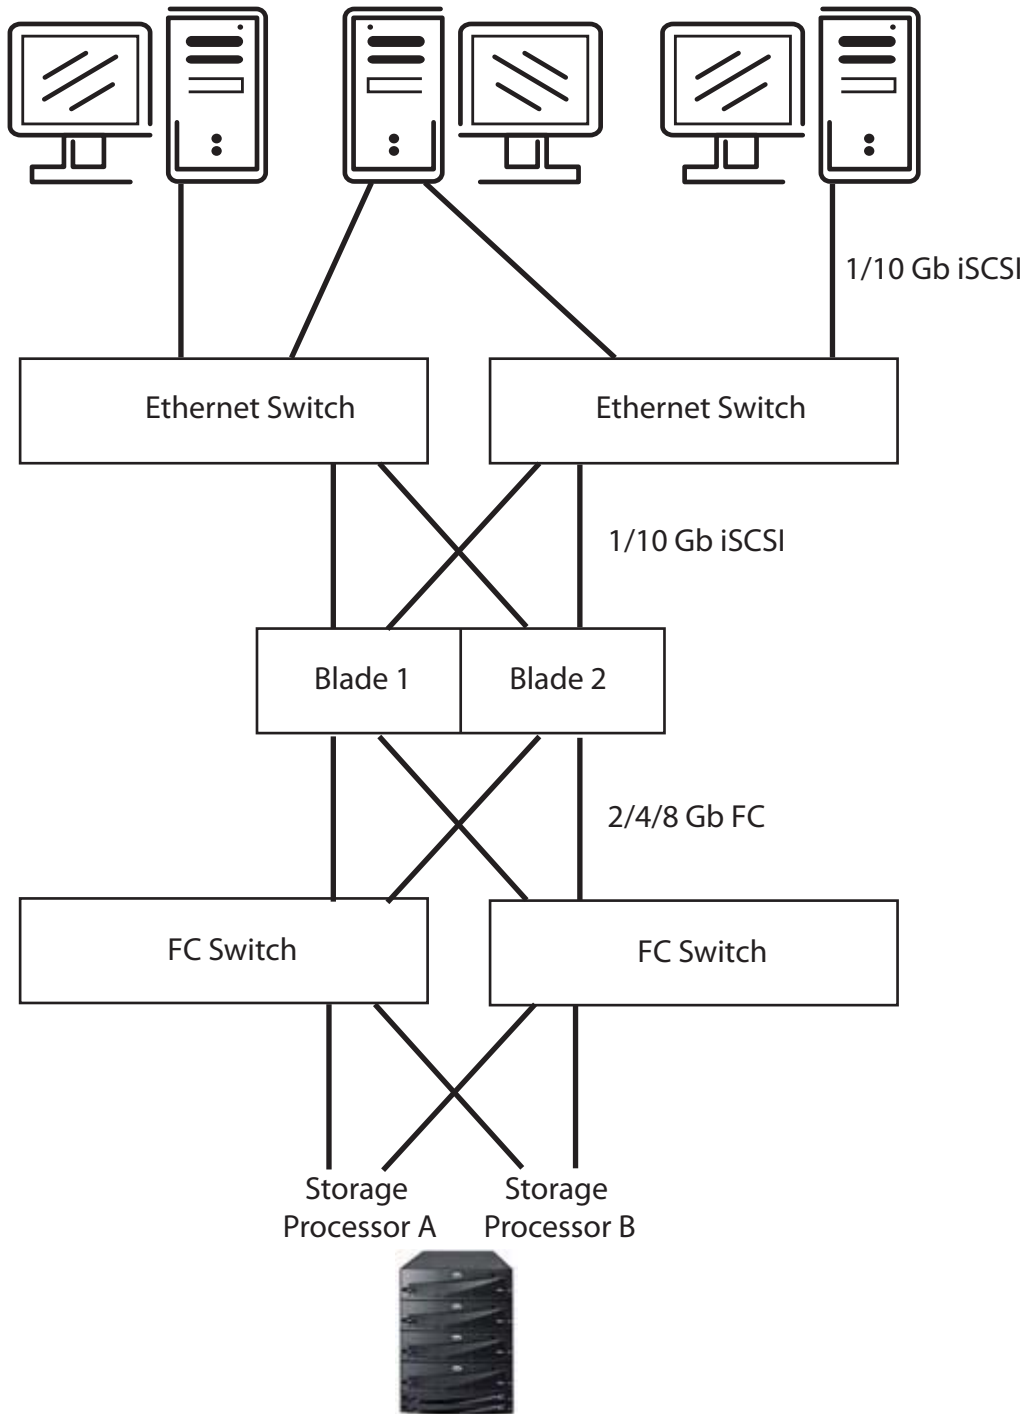 1/10 Gb iSCSI
Ethernet Switch
Ethernet Switch
1/10 Gb iSCSI
Blade 1
Blade 2
2/4/8 Gb FC
FC Switch
FC Switch
Storage
Processor A
Storage
Processor B